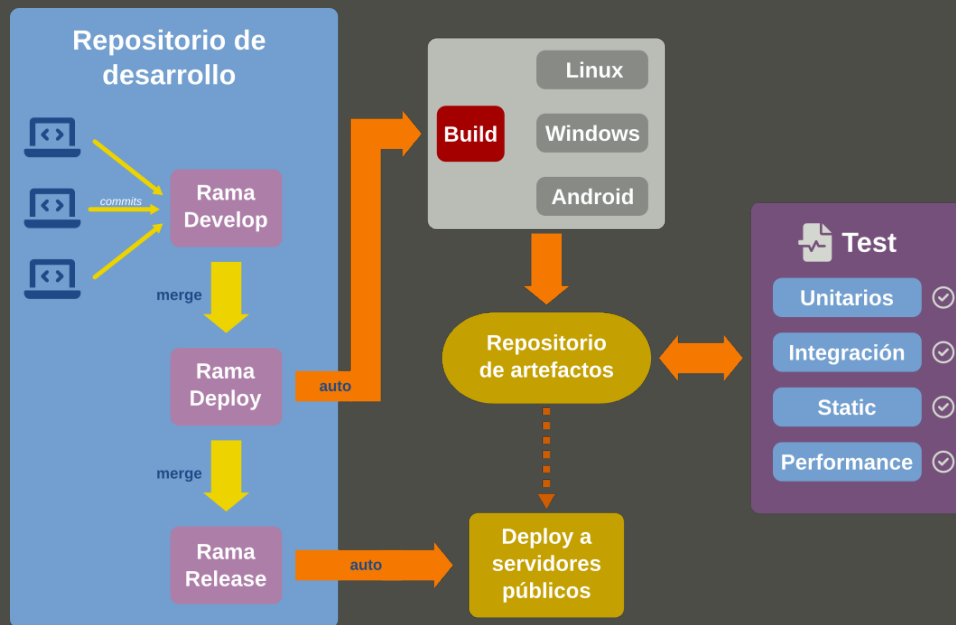 Repositorio de
desarrollo
commits
Rama
Develop
merge
Rama
Deploy
auto
merge
Rama
Release
auto
Build
Linux
Windows
Android
Repositorio
de artefactos
Deploy a
servidores
públicos
Test
Unitarios
Integración
Static
Performance